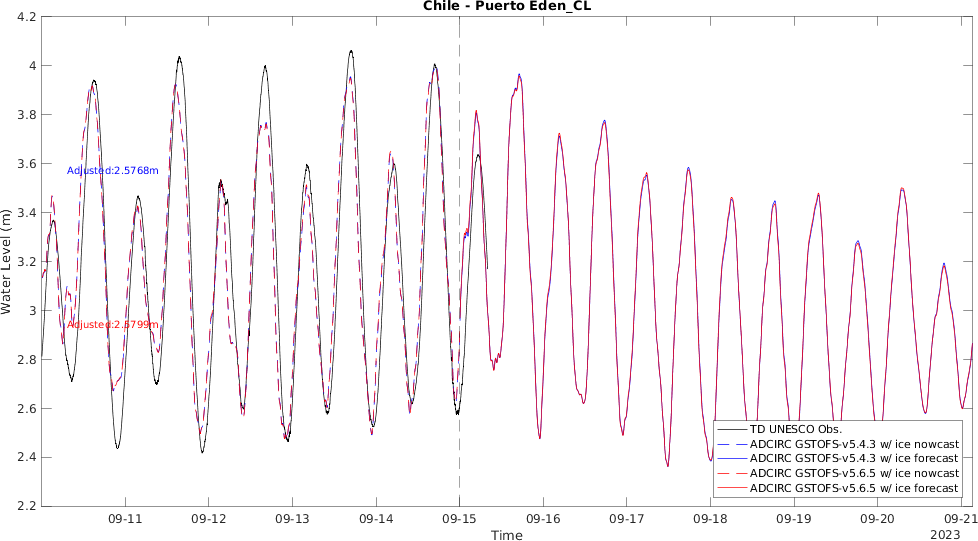 Chile - Puerto Eden_CL
4.2
4
3.8
3.6
3.4
3.2
3
2.8
2.6
2.4
2.2
Water Level (m)
Adjusted:2.5768m
Adjusted:2.5799m
TD UNESCO Obs.
ADCIRC GSTOFS-v5.4.3 w/ ice nowcast
ADCIRC GSTOFS-v5.4.3 w/ ice forecast
ADCIRC GSTOFS-v5.6.5 w/ ice nowcast
ADCIRC GSTOFS-v5.6.5 w/ ice forecast
09-11 09-12 09-13 09-14 09-15 09-16 09-17 09-18 09-19 09-20 09-21
Time
2023